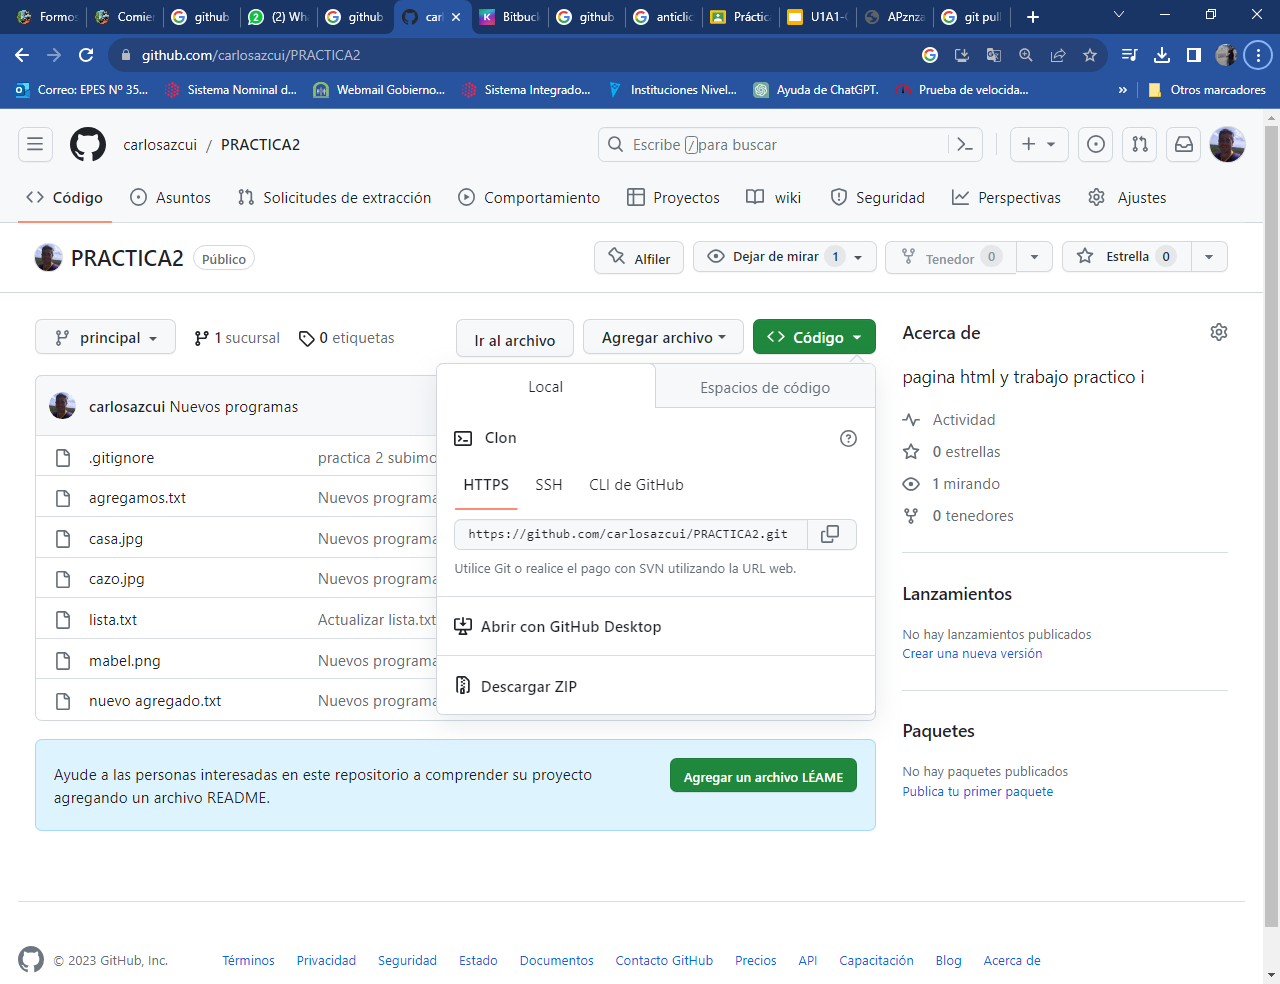 Formos
Comier
github
(2) Wha
github
carl
Bitbuck
github
anticlic
Práctic
U1A1-C
APznza
git pull
github.com/carlosazcui/PRACTICA2
Correo: EPES Nº 35...
Sistema Nominal d...
Webmail Gobierno...
Sistema Integrado...
Instituciones Nivel...
Ayuda de ChatGPT.
Prueba de velocida...
»
Otros marcadores
carlosazcui / PRACTICA2
Escribe / para buscar
Código
Asuntos
Solicitudes de extracción
Comportamiento
Proyectos
wiki
Seguridad
Perspectivas
Ajustes
PRACTICA2 Público
Alfiler
Dejar de mirar 1
Tenedor 0
Estrella 0
principal
1 sucursal
0 etiquetas
Ir al archivo
Agregar archivo
Código
Acerca de
pagina html y trabajo practico i
Actividad
0 estrellas
1 mirando
0 tenedores
Local
Espacios de código
Clon
HTTPS
SSH
CLI de GitHub
https://github.com/carlosazcui/PRACTICA2.git
Utilice Git o realice el pago con SVN utilizando la URL web.
Abrir con GitHub Desktop
Descargar ZIP
carlosazcui Nuevos programas
.gitignore practica 2 subimo
agregamos.txt Nuevos programa
casa.jpg Nuevos programa
cazo.jpg Nuevos programa
lista.txt Actualizar lista.txt
mabel.png Nuevos programa
nuevo agregado.txt Nuevos programa
Lanzamientos
No hay lanzamientos publicados
Crear una nueva versión
Paquetes
No hay paquetes publicados
Publica tu primer paquete
Ayude a las personas interesadas en este repositorio a comprender su proyecto
agregando un archivo README.
Agregar un archivo LÉAME
© 2023 GitHub, Inc.
Términos
Privacidad
Seguridad
Estado
Documentos
Contacto GitHub
Precios
API
Capacitación
Blog
Acerca de